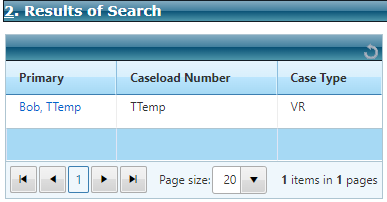 2. Results of Search
Primary Caseload Number Case Type
Bob, TTemp TTemp VR
1 Page size: 20 1 items in 1 pages